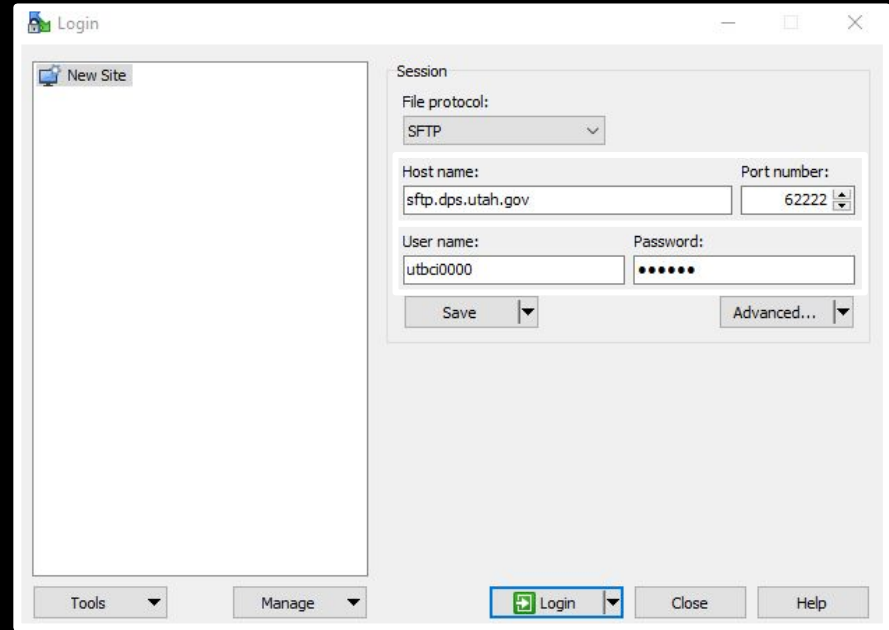 Login
New Site
Session
File protocol:
SFTP
Host name: Port number:
sftp.dps.utah.gov 62222
User name: Password:
utbci0000 ●●●●●●
Save Advanced...
Tools Manage Login Close Help